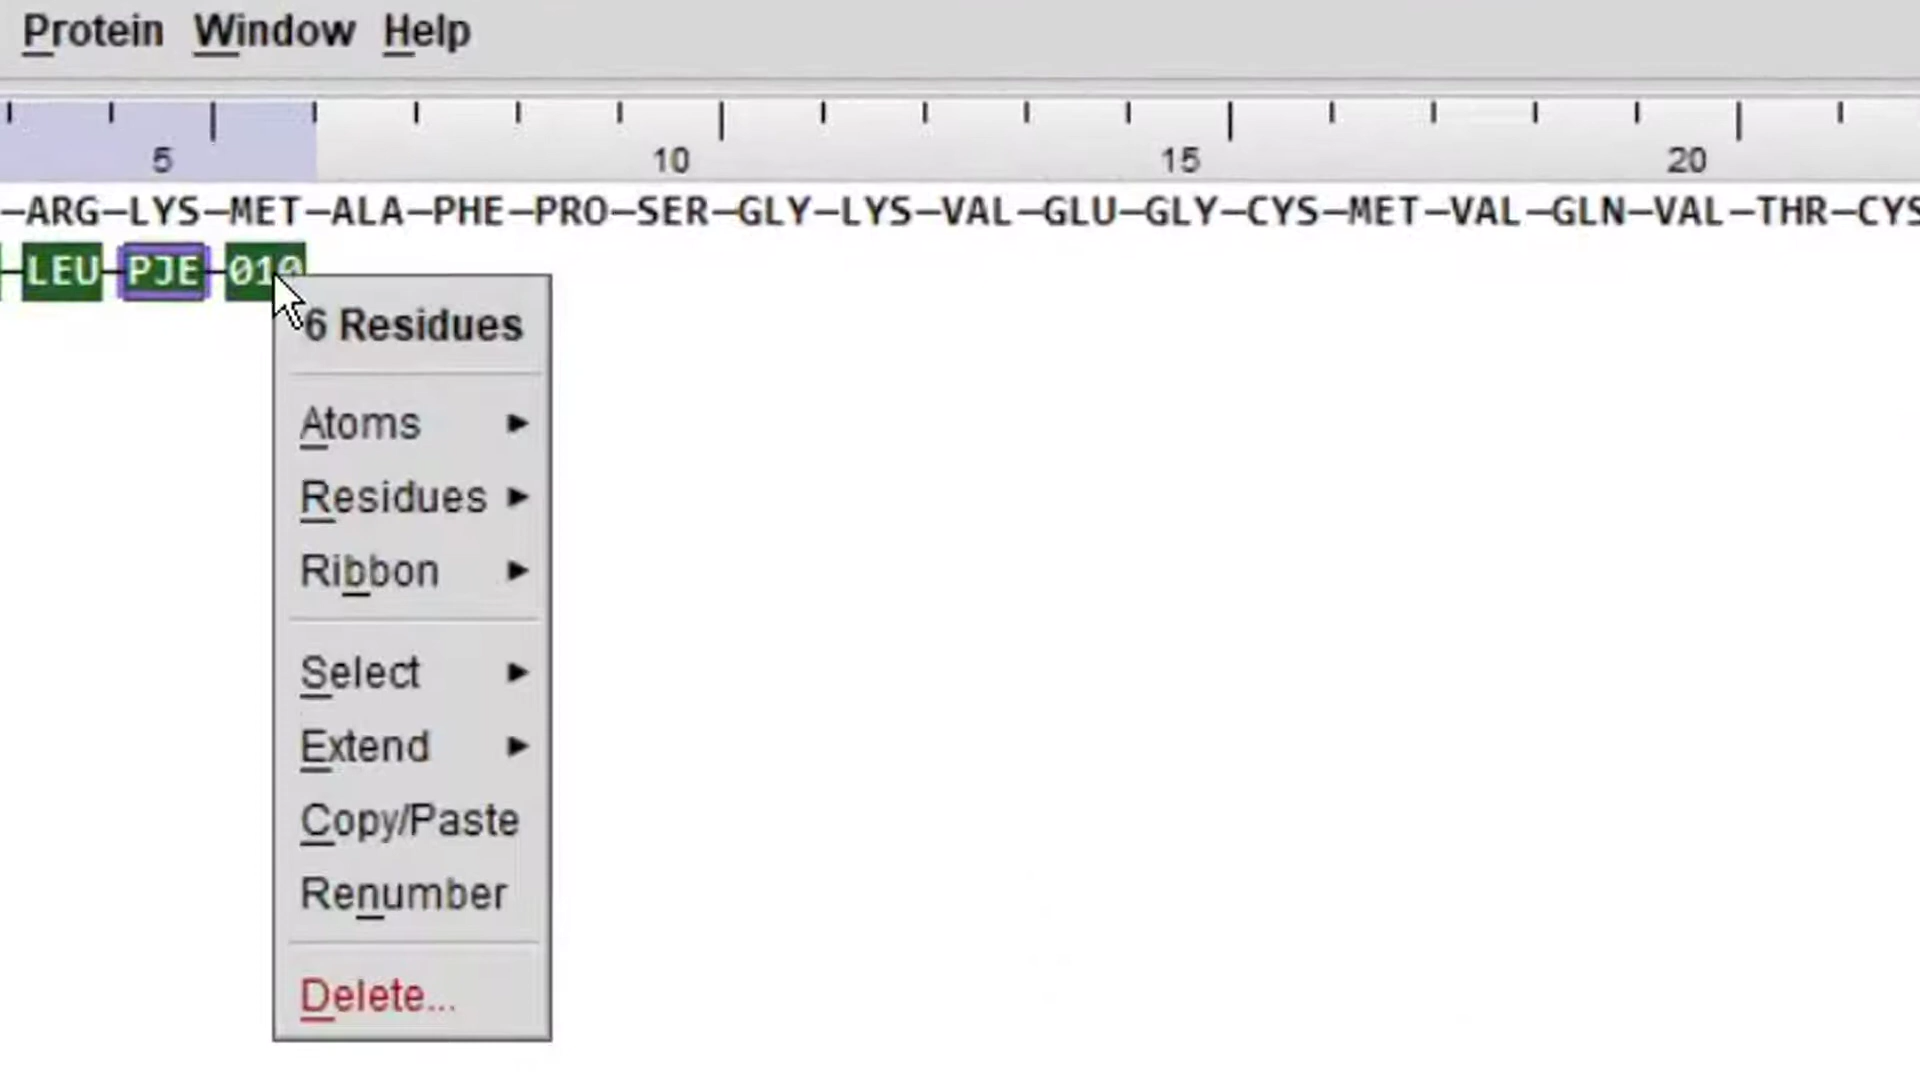 Protein Window Help
5 10 15 20
–ARG–LYS–MET–ALA–PHE–PRO–SER–GLY–LYS–VAL–GLU–GLY–CYS–MET–VAL–GLN–VAL–THR–CYS
–LEU–PJE–010
6 Residues
Atoms
Residues
Ribbon
Select
Extend
Copy/Paste
Renumber
Delete...